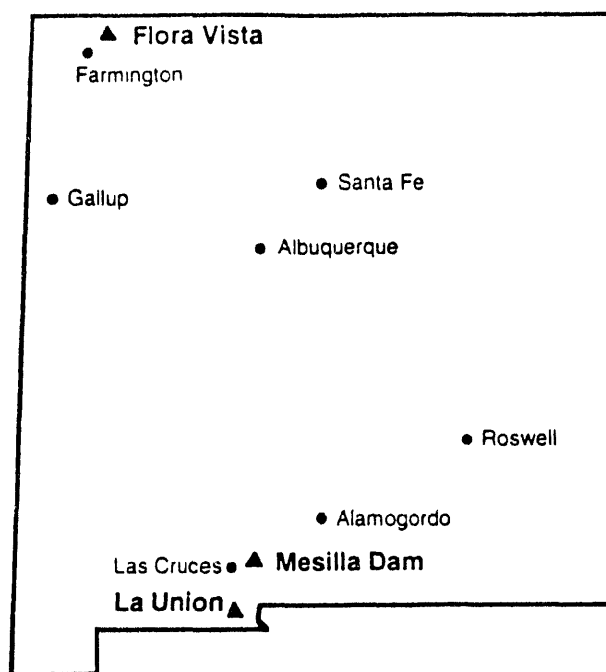 Flora Vista
Farmington
Santa Fe
Gallup
Albuquerque
Roswell
Alamogordo
Las Cruces
Mesilla Dam
La Union